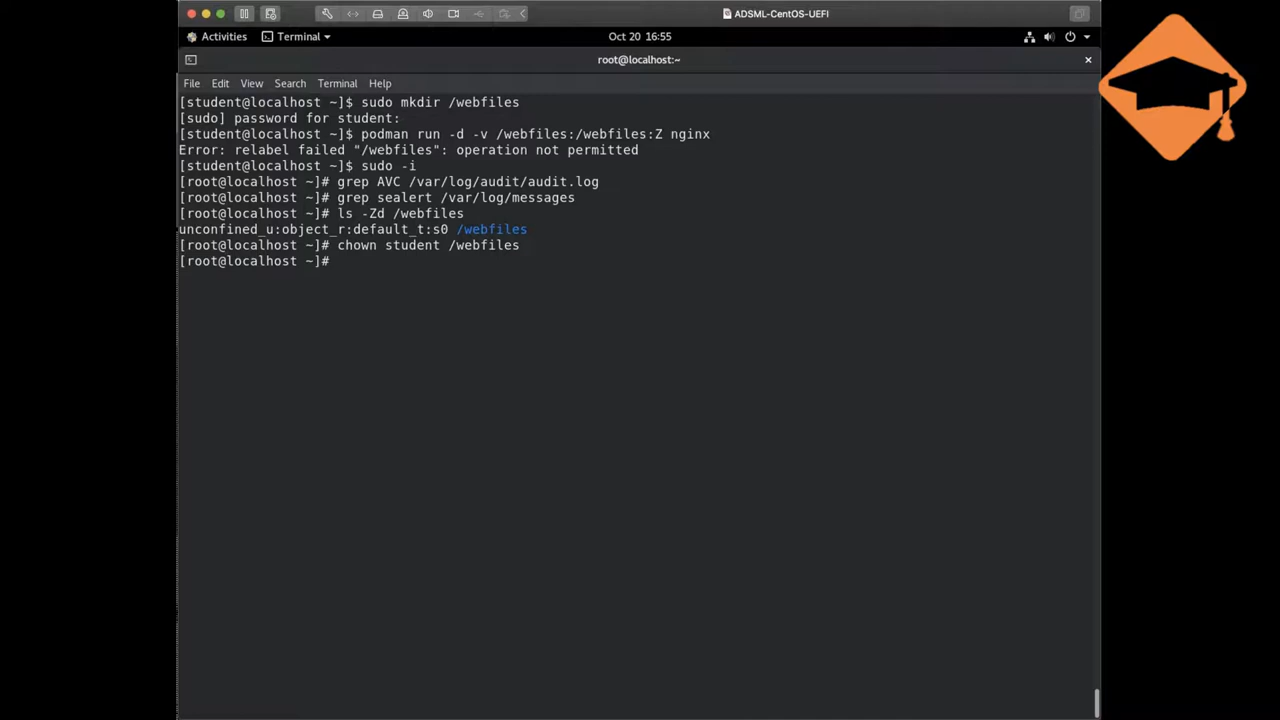 ADSML-CentOS-UEFI
Activities Terminal Oct 20 16:55
root@localhost:~
File Edit View Search Terminal Help
[student@localhost ~]$ sudo mkdir /webfiles
[sudo] password for student:
[student@localhost ~]$ podman run -d -v /webfiles:/webfiles:Z nginx
Error: relabel failed "/webfiles": operation not permitted
[student@localhost ~]$ sudo -i
[root@localhost ~]# grep AVC /var/log/audit/audit.log
[root@localhost ~]# grep sealert /var/log/messages
[root@localhost ~]# ls -Zd /webfiles
unconfined_u:object_r:default_t:s0 /webfiles
[root@localhost ~]# chown student /webfiles
[root@localhost ~]#